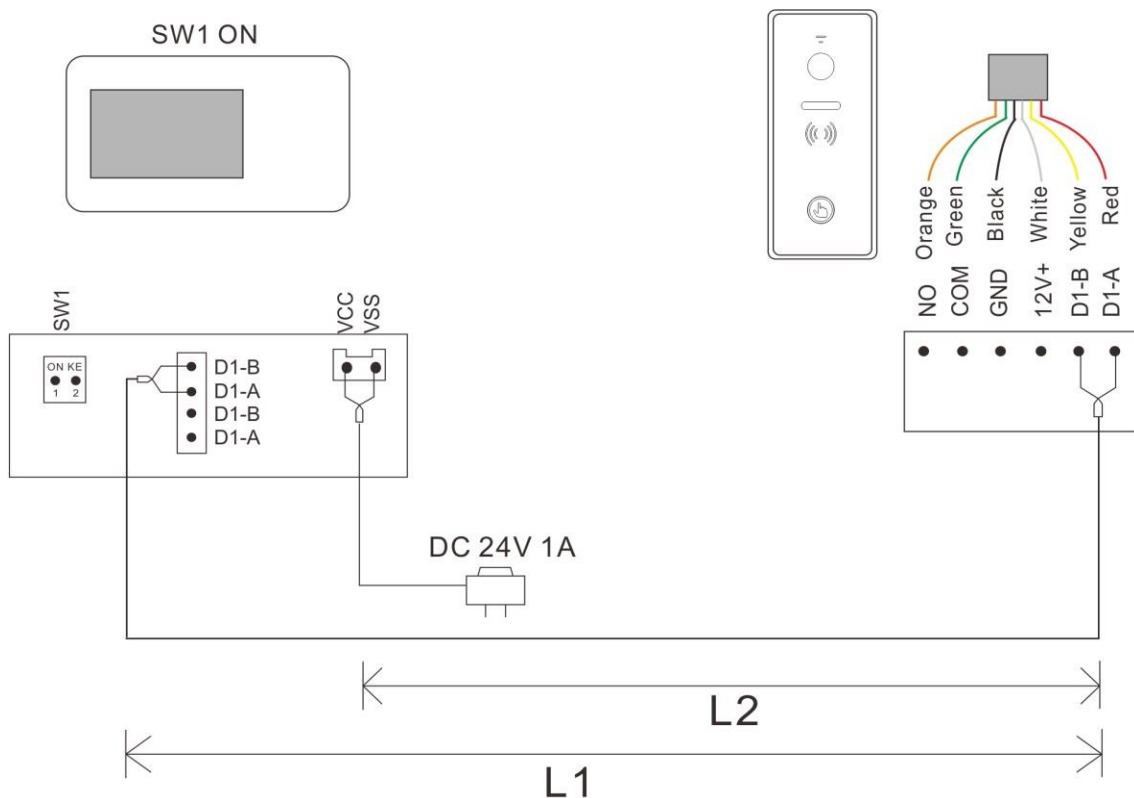 SW1 ON
Orange
Green
Black
White
Yellow
Red
NO
COM
GND
12V+
D1-B
D1-A
SW1
VCC
VSS
ON KE
1 2
D1-B
D1-A
D1-B
D1-A
DC 24V 1A
L2
L1